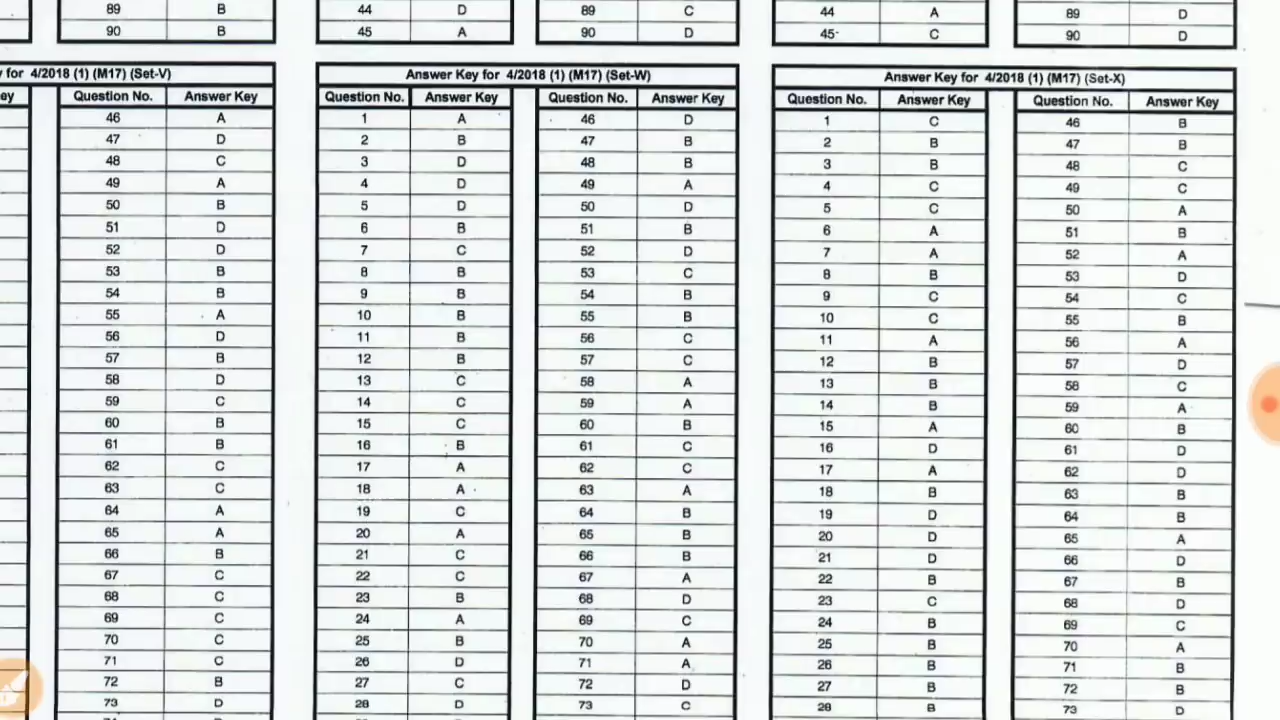 89 B 44 D 89 C 44 A 89 D
90 B 45 A 90 D 45 C 90 D
for 4/2018 (1) (M17) (Set-V) Answer Key for 4/2018 (1) (M17) (Set-W) Answer Key for 4/2018 (1) (M17) (Set-X)
ey Question No. Answer Key Question No. Answer Key Question No. Answer Key Question No. Answer Key Question No. Answer Key
46 A 1 A 46 D 1 C 46 B
47 D 2 B 47 B 2 B 47 B
48 C 3 D 48 B 3 B 48 C
49 A 4 D 49 A 4 C 49 C
50 B 5 D 50 D 5 C 50 A
51 D 6 B 51 B 6 A 51 B
52 D 7 C 52 D 7 A 52 A
53 B 8 B 53 C 8 B 53 D
54 B 9 B 54 B 9 C 54 C
55 A 10 B 55 B 10 C 55 B
56 D 11 B 56 C 11 A 56 A
57 B 12 B 57 C 12 B 57 D
58 D 13 C 58 A 13 B 58 C
59 C 14 C 59 A 14 B 59 A
60 B 15 C 60 B 15 A 60 B
61 B 16 B 61 C 16 D 61 D
62 C 17 A 62 C 17 A 62 D
63 C 18 A 63 A 18 B 63 B
64 A 19 C 64 B 19 D 64 B
65 A 20 A 65 B 20 D 65 A
66 B 21 C 66 B 21 D 66 D
67 C 22 C 67 A 22 B 67 B
68 C 23 B 68 D 23 C 68 D
69 C 24 A 69 C 24 B 69 C
70 C 25 B 70 A 25 B 70 A
71 C 26 D 71 A 26 B 71 B
72 B 27 C 72 D 27 B 72 B
73 D 28 D 73 C 28 B 73 D